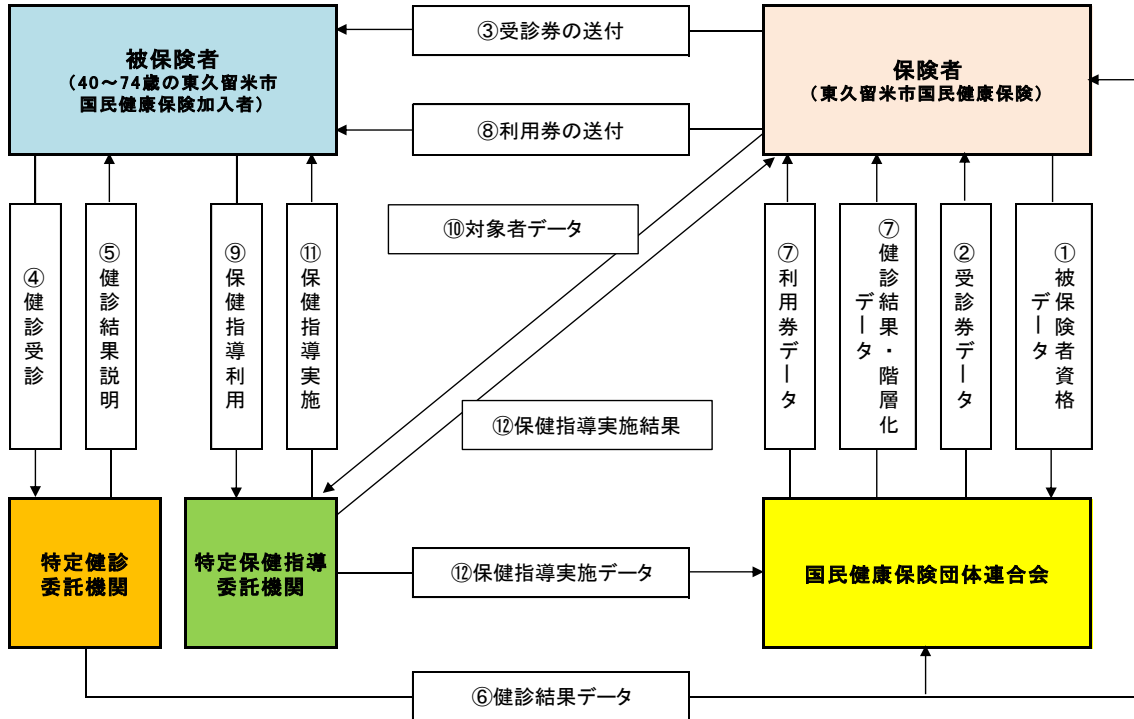 ③受診券の送付
被保険者
(40～74歳の東久留米市
国民健康保険加入者)
保険者
(東久留米市国民健康保険)
⑧利用券の送付
⑩対象者データ
④健診受診
⑤健診結果説明
⑨保健指導利用
⑪保健指導実施
⑦利用券データ
⑦健診結果・階層化
データ
②受診券データ
①被保険者資格
データ
⑫保健指導実施結果
特定健診
委託機関
特定保健指導
委託機関
⑫保健指導実施データ
国民健康保険団体連合会
⑥健診結果データ